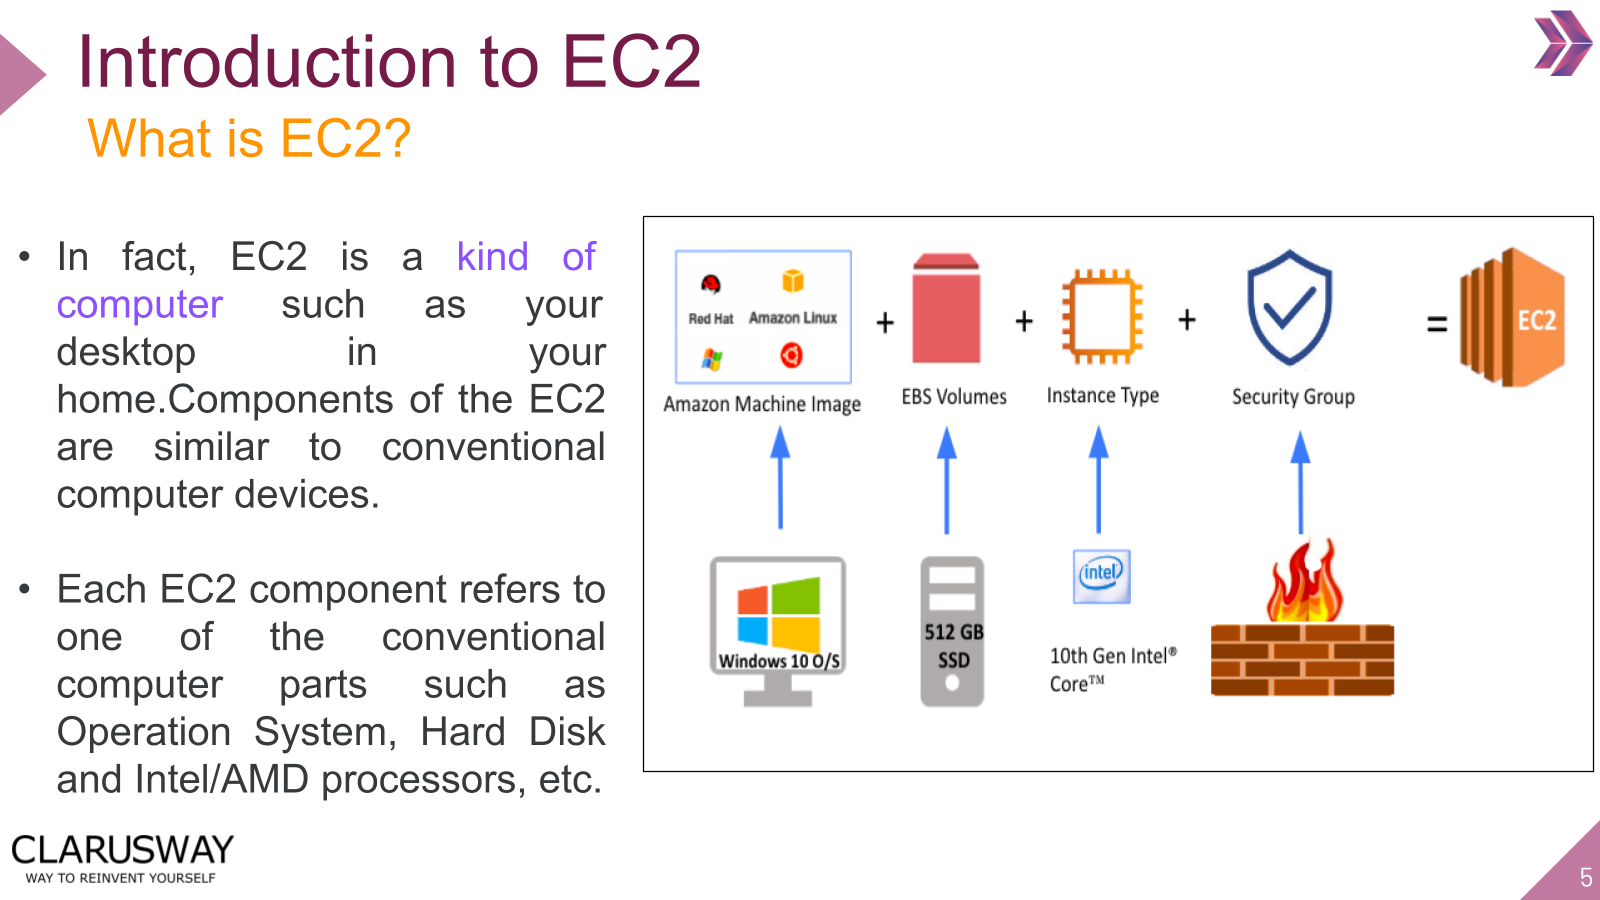 Introduction to EC2
What is EC2?
• In fact, EC2 is a kind of
computer such as your
desktop in your
home.Components of the EC2
are similar to conventional
computer devices.
• Each EC2 component refers to
one of the conventional
computer parts such as
Operation System, Hard Disk
and Intel/AMD processors, etc.
Red Hat Amazon Linux
Amazon Machine Image
+
EBS Volumes
+
Instance Type
+
Security Group
=
EC2
Windows 10 O/S
512 GB
SSD
intel
10th Gen Intel®
Core™
CLARUSWAY
WAY TO REINVENT YOURSELF
5